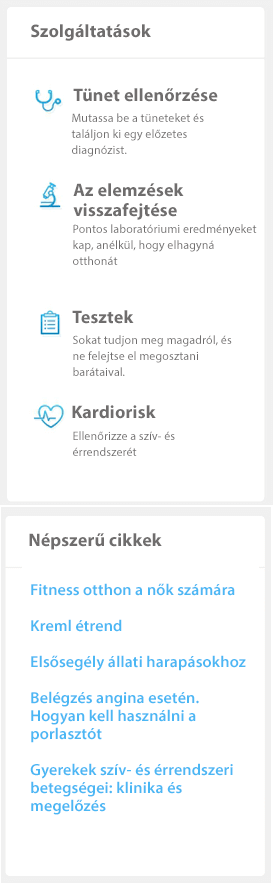 Szolgáltatások
Tünet ellenőrzése
Mutassa be a tüneteket és
találjon ki egy előzetes
diagnózist.
Az elemzések
visszafejtése
Pontos laboratóriumi eredményeket
kap, anélkül, hogy elhagyná
otthonát
Tesztek
Sokat tudjon meg magadról, és
ne felejtse el megosztani
barátaival.
Kardiorisk
Ellenőrizze a szív- és
érrendszerét
Népszerű cikkek
Fitness otthon a nők számára
Kreml étrend
Elsősegély állati harapásokhoz
Belégzés angina esetén.
Hogyan kell használni a
porlasztót
Gyerekek szív- és érrendszeri
betegségei: klinika és
megelőzés